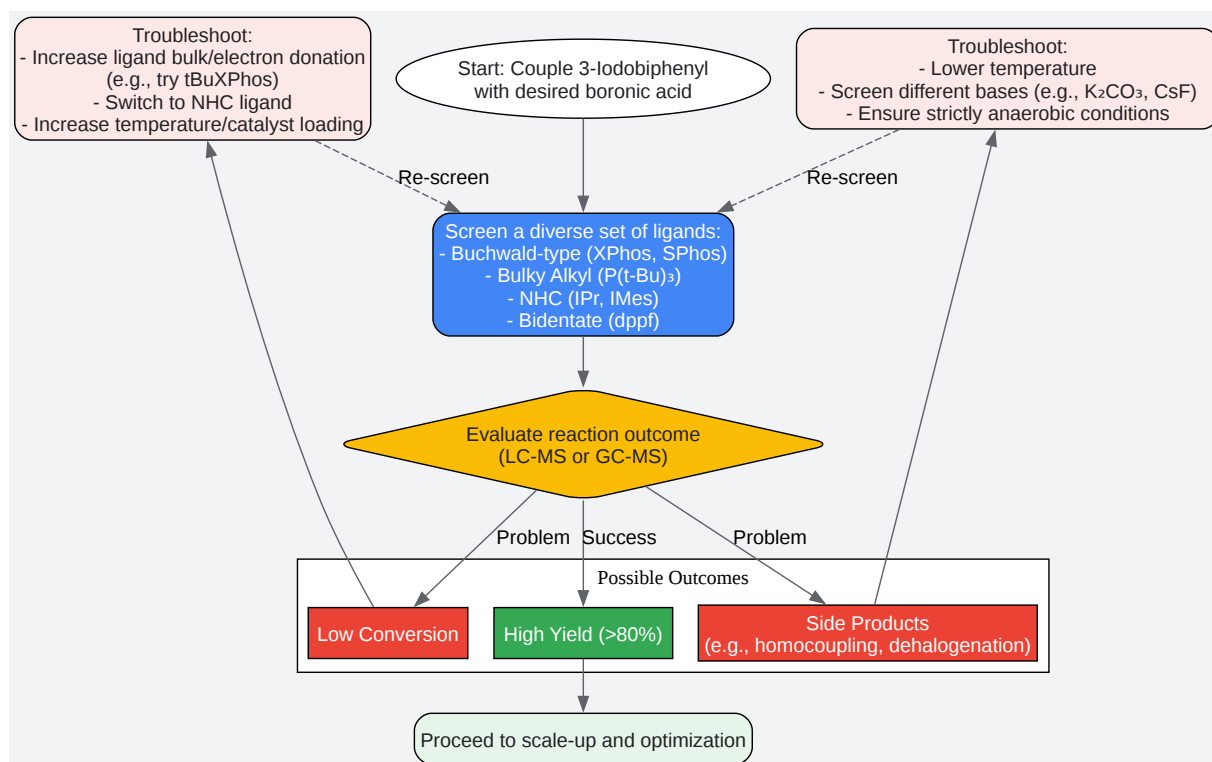 Troubleshoot:
- Increase ligand bulk/electron donation
(e.g., try tBuXPhos)
- Switch to NHC ligand
- Increase temperature/catalyst loading
Start: Couple 3-Iodobiphenyl
with desired boronic acid
Troubleshoot:
- Lower temperature
- Screen different bases (e.g., K₂CO₃, CsF)
- Ensure strictly anaerobic conditions
Re-screen
Re-screen
Screen a diverse set of ligands:
- Buchwald-type (XPhos, SPhos)
- Bulky Alkyl (P(t-Bu)₃)
- NHC (IPr, IMes)
- Bidentate (dppf)
Evaluate reaction outcome
(LC-MS or GC-MS)
Problem
Success
Problem
Possible Outcomes
Low Conversion
High Yield (>80%)
Side Products
(e.g., homocoupling, dehalogenation)
Proceed to scale-up and optimization